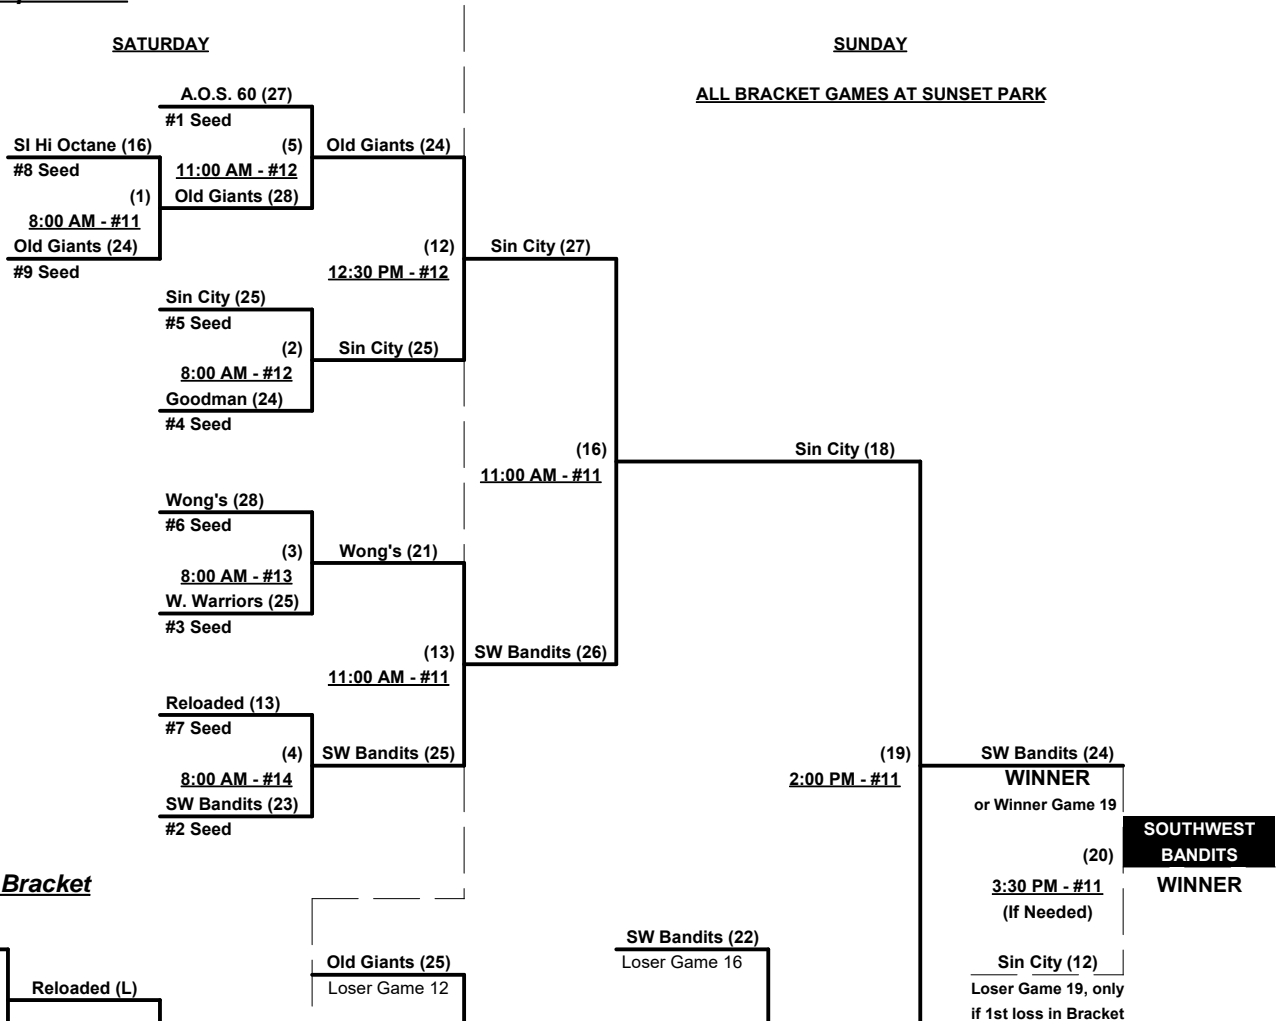 SATURDAY
SUNDAY
A.O.S. 60 (27)
ALL BRACKET GAMES AT SUNSET PARK
#1 Seed
SI Hi Octane (16)
(5)
Old Giants (24)
#8 Seed
11:00 AM - #12
(1)
Old Giants (28)
8:00 AM - #11
Old Giants (24)
(12)
Sin City (27)
#9 Seed
12:30 PM - #12
Sin City (25)
#5 Seed
(2)
Sin City (25)
8:00 AM - #12
Goodman (24)
#4 Seed
(16)
Sin City (18)
11:00 AM - #11
Wong's (28)
#6 Seed
(3)
Wong's (21)
8:00 AM - #13
W. Warriors (25)
#3 Seed
(13)
SW Bandits (26)
11:00 AM - #11
Reloaded (13)
#7 Seed
(4)
SW Bandits (25)
(19)
SW Bandits (24)
8:00 AM - #14
2:00 PM - #11
WINNER
SW Bandits (23)
or Winner Game 19
#2 Seed
SOUTHWEST
(20)
BANDITS
Bracket
3:30 PM - #11
WINNER
(If Needed)
SW Bandits (22)
Old Giants (25)
Loser Game 16
Sin City (12)
Reloaded (L)
Loser Game 12
Loser Game 19, only
if 1st loss in Bracket